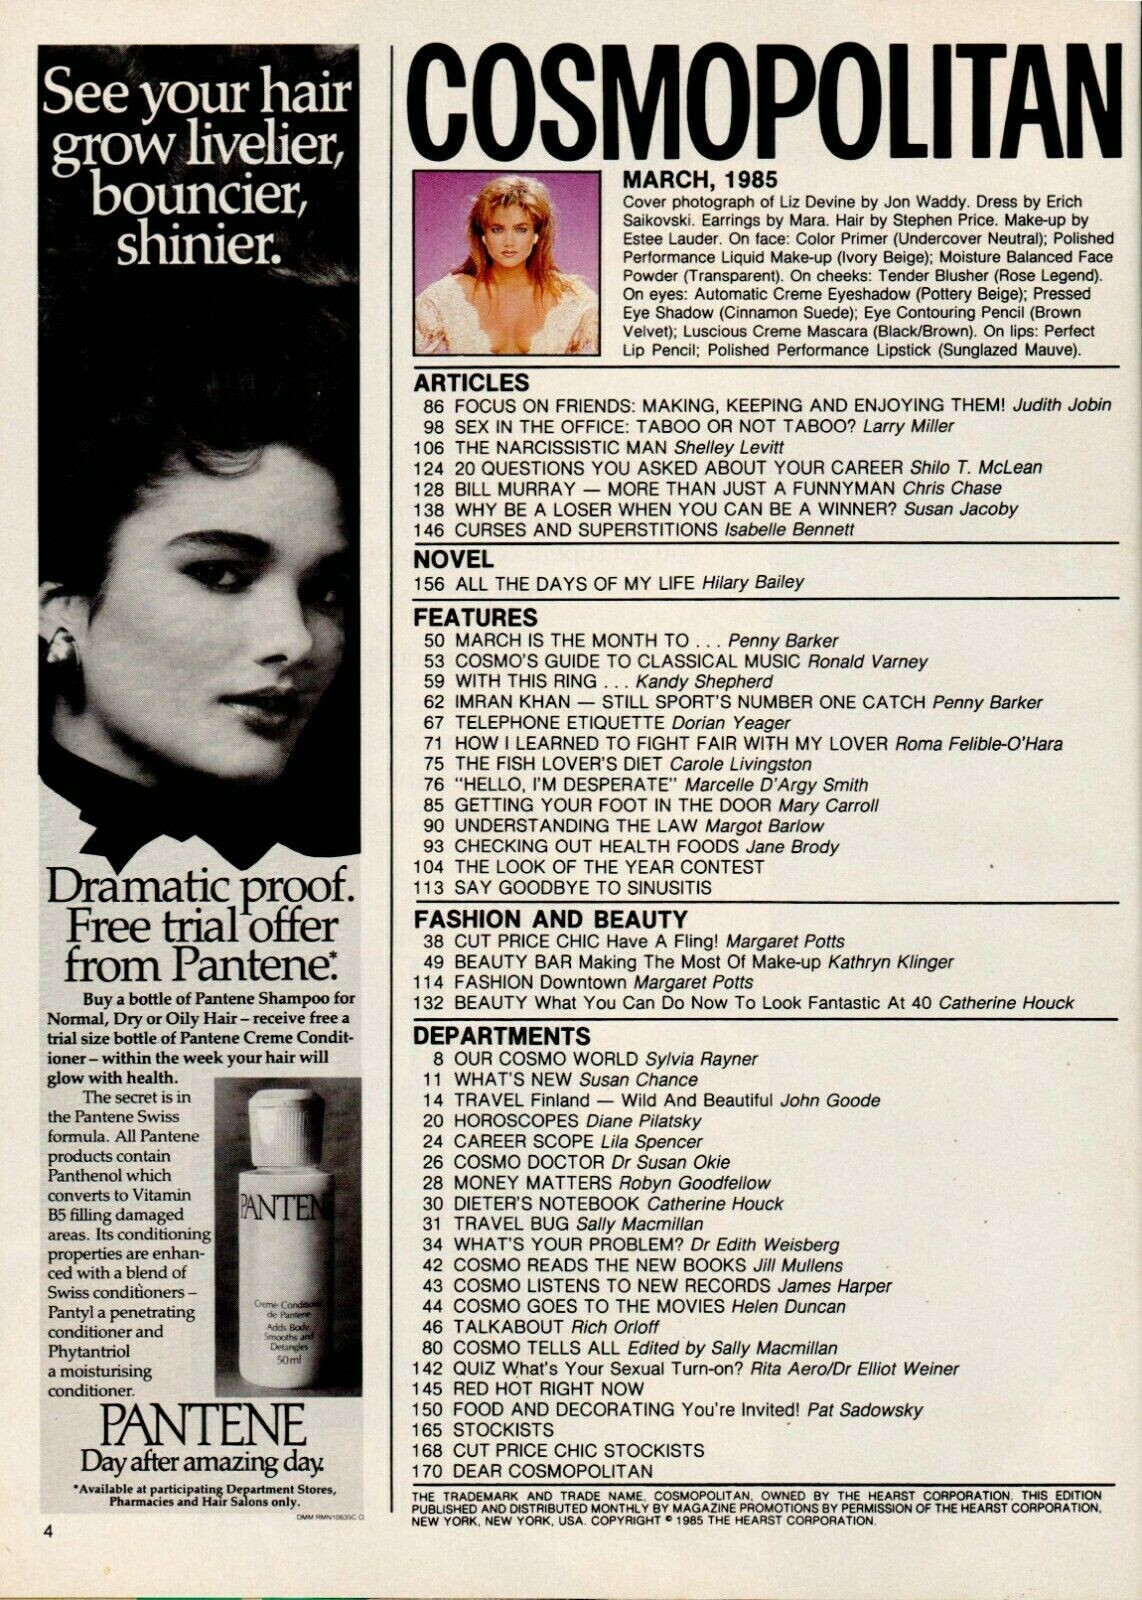 See your hair
grow livelier,
bouncier,
shinier.
Dramatic proof.
Free trial offer
from Pantene.*
Buy a bottle of Pantene Shampoo for
Normal, Dry or Oily Hair – receive free a
trial size bottle of Pantene Creme Condit-
ioner – within the week your hair will
glow with health.
The secret is in
the Pantene Swiss
formula. All Pantene
products contain
Panthenol which
converts to Vitamin
B5 filling damaged
areas. Its conditioning
properties are enhan-
ced with a blend of
Swiss conditioners –
Pantyl a penetrating
conditioner and
Phytantriol
a moisturising
conditioner.
PANTENE
Creme Conditioner
de Pantene
Adds Body
Smooths and
Detangles
50ml
PANTENE
Day after amazing day.
*Available at participating Department Stores,
Pharmacies and Hair Salons only.
DMM RMN10635C O
4
COSMOPOLITAN
MARCH, 1985
Cover photograph of Liz Devine by Jon Waddy. Dress by Erich
Saikovski. Earrings by Mara. Hair by Stephen Price. Make-up by
Estee Lauder. On face: Color Primer (Undercover Neutral); Polished
Performance Liquid Make-up (Ivory Beige); Moisture Balanced Face
Powder (Transparent). On cheeks: Tender Blusher (Rose Legend).
On eyes: Automatic Creme Eyeshadow (Pottery Beige); Pressed
Eye Shadow (Cinnamon Suede); Eye Contouring Pencil (Brown
Velvet); Luscious Creme Mascara (Black/Brown). On lips: Perfect
Lip Pencil; Polished Performance Lipstick (Sunglazed Mauve).
ARTICLES
86 FOCUS ON FRIENDS: MAKING, KEEPING AND ENJOYING THEM! Judith Jobin
98 SEX IN THE OFFICE: TABOO OR NOT TABOO? Larry Miller
106 THE NARCISSISTIC MAN Shelley Levitt
124 20 QUESTIONS YOU ASKED ABOUT YOUR CAREER Shilo T. McLean
128 BILL MURRAY — MORE THAN JUST A FUNNYMAN Chris Chase
138 WHY BE A LOSER WHEN YOU CAN BE A WINNER? Susan Jacoby
146 CURSES AND SUPERSTITIONS Isabelle Bennett
NOVEL
156 ALL THE DAYS OF MY LIFE Hilary Bailey
FEATURES
50 MARCH IS THE MONTH TO . . . Penny Barker
53 COSMO'S GUIDE TO CLASSICAL MUSIC Ronald Varney
59 WITH THIS RING . . . Kandy Shepherd
62 IMRAN KHAN — STILL SPORT'S NUMBER ONE CATCH Penny Barker
67 TELEPHONE ETIQUETTE Dorian Yeager
71 HOW I LEARNED TO FIGHT FAIR WITH MY LOVER Roma Felible-O'Hara
75 THE FISH LOVER'S DIET Carole Livingston
76 "HELLO, I'M DESPERATE" Marcelle D'Argy Smith
85 GETTING YOUR FOOT IN THE DOOR Mary Carroll
90 UNDERSTANDING THE LAW Margot Barlow
93 CHECKING OUT HEALTH FOODS Jane Brody
104 THE LOOK OF THE YEAR CONTEST
113 SAY GOODBYE TO SINUSITIS
FASHION AND BEAUTY
38 CUT PRICE CHIC Have A Fling! Margaret Potts
49 BEAUTY BAR Making The Most Of Make-up Kathryn Klinger
114 FASHION Downtown Margaret Potts
132 BEAUTY What You Can Do Now To Look Fantastic At 40 Catherine Houck
DEPARTMENTS
8 OUR COSMO WORLD Sylvia Rayner
11 WHAT'S NEW Susan Chance
14 TRAVEL Finland — Wild And Beautiful John Goode
20 HOROSCOPES Diane Pilatsky
24 CAREER SCOPE Lila Spencer
26 COSMO DOCTOR Dr Susan Okie
28 MONEY MATTERS Robyn Goodfellow
30 DIETER'S NOTEBOOK Catherine Houck
31 TRAVEL BUG Sally Macmillan
34 WHAT'S YOUR PROBLEM? Dr Edith Weisberg
42 COSMO READS THE NEW BOOKS Jill Mullens
43 COSMO LISTENS TO NEW RECORDS James Harper
44 COSMO GOES TO THE MOVIES Helen Duncan
46 TALKABOUT Rich Orloff
80 COSMO TELLS ALL Edited by Sally Macmillan
142 QUIZ What's Your Sexual Turn-on? Rita Aero/Dr Elliot Weiner
145 RED HOT RIGHT NOW
150 FOOD AND DECORATING You're Invited! Pat Sadowsky
165 STOCKISTS
168 CUT PRICE CHIC STOCKISTS
170 DEAR COSMOPOLITAN
THE TRADEMARK AND TRADE NAME, COSMOPOLITAN, OWNED BY THE HEARST CORPORATION. THIS EDITION
PUBLISHED AND DISTRIBUTED MONTHLY BY MAGAZINE PROMOTIONS BY PERMISSION OF THE HEARST CORPORATION,
NEW YORK, NEW YORK, USA. COPYRIGHT © 1985 THE HEARST CORPORATION.